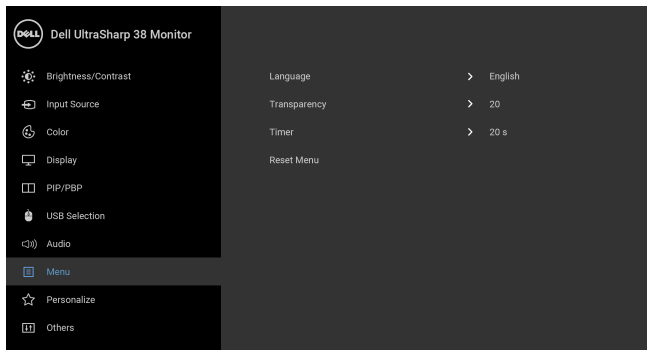 DELL Dell UltraSharp 38 Monitor
Brightness/Contrast
Input Source
Color
Display
PIP/PBP
USB Selection
Audio
Menu
Personalize
Others
Language > English
Transparency > 20
Timer > 20 s
Reset Menu